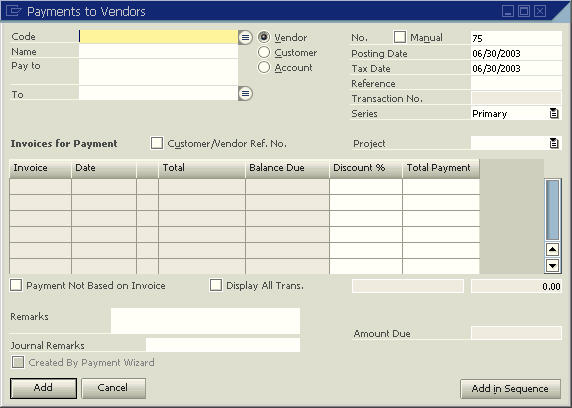 Payments to Vendors
Code
Vendor
No.
Manual
75
Name
Customer
Posting Date
06/30/2003
Pay to
Account
Tax Date
06/30/2003
Reference
To
Transaction No.
Series
Primary
Invoices for Payment
Customer/Vendor Ref. No.
Project
Invoice
Date
Total
Balance Due
Discount %
Total Payment
Payment Not Based on Invoice
Display All Trans.
0.00
Remarks
Amount Due
Journal Remarks
Created By Payment Wizard
Add
Cancel
Add in Sequence